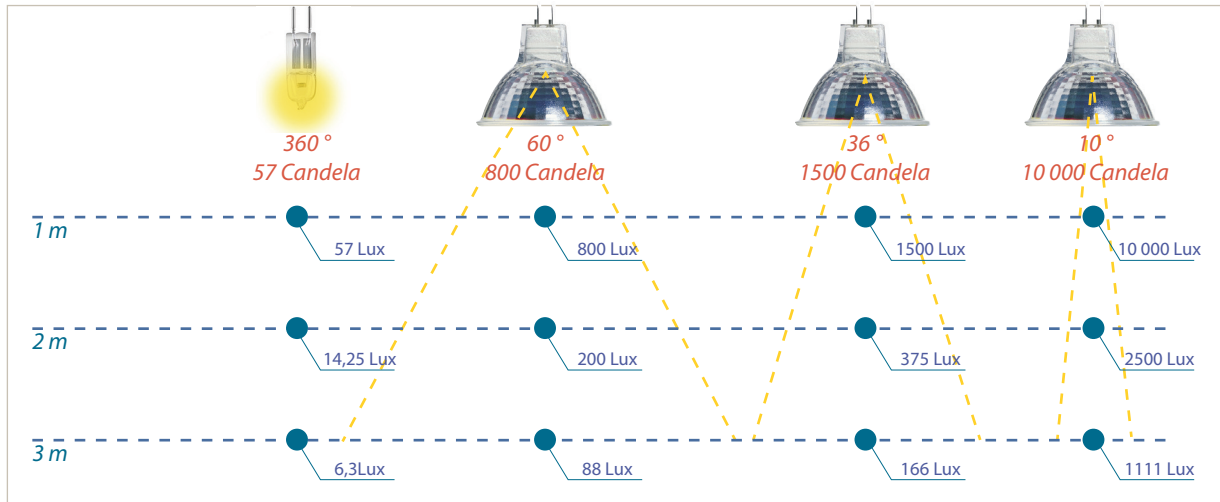 360 °
57 Candela
60 °
800 Candela
36 °
1500 Candela
10 °
10 000 Candela
1 m
57 Lux
800 Lux
1500 Lux
10 000 Lux
2 m
14,25 Lux
200 Lux
375 Lux
2500 Lux
3 m
6,3Lux
88 Lux
166 Lux
1111 Lux